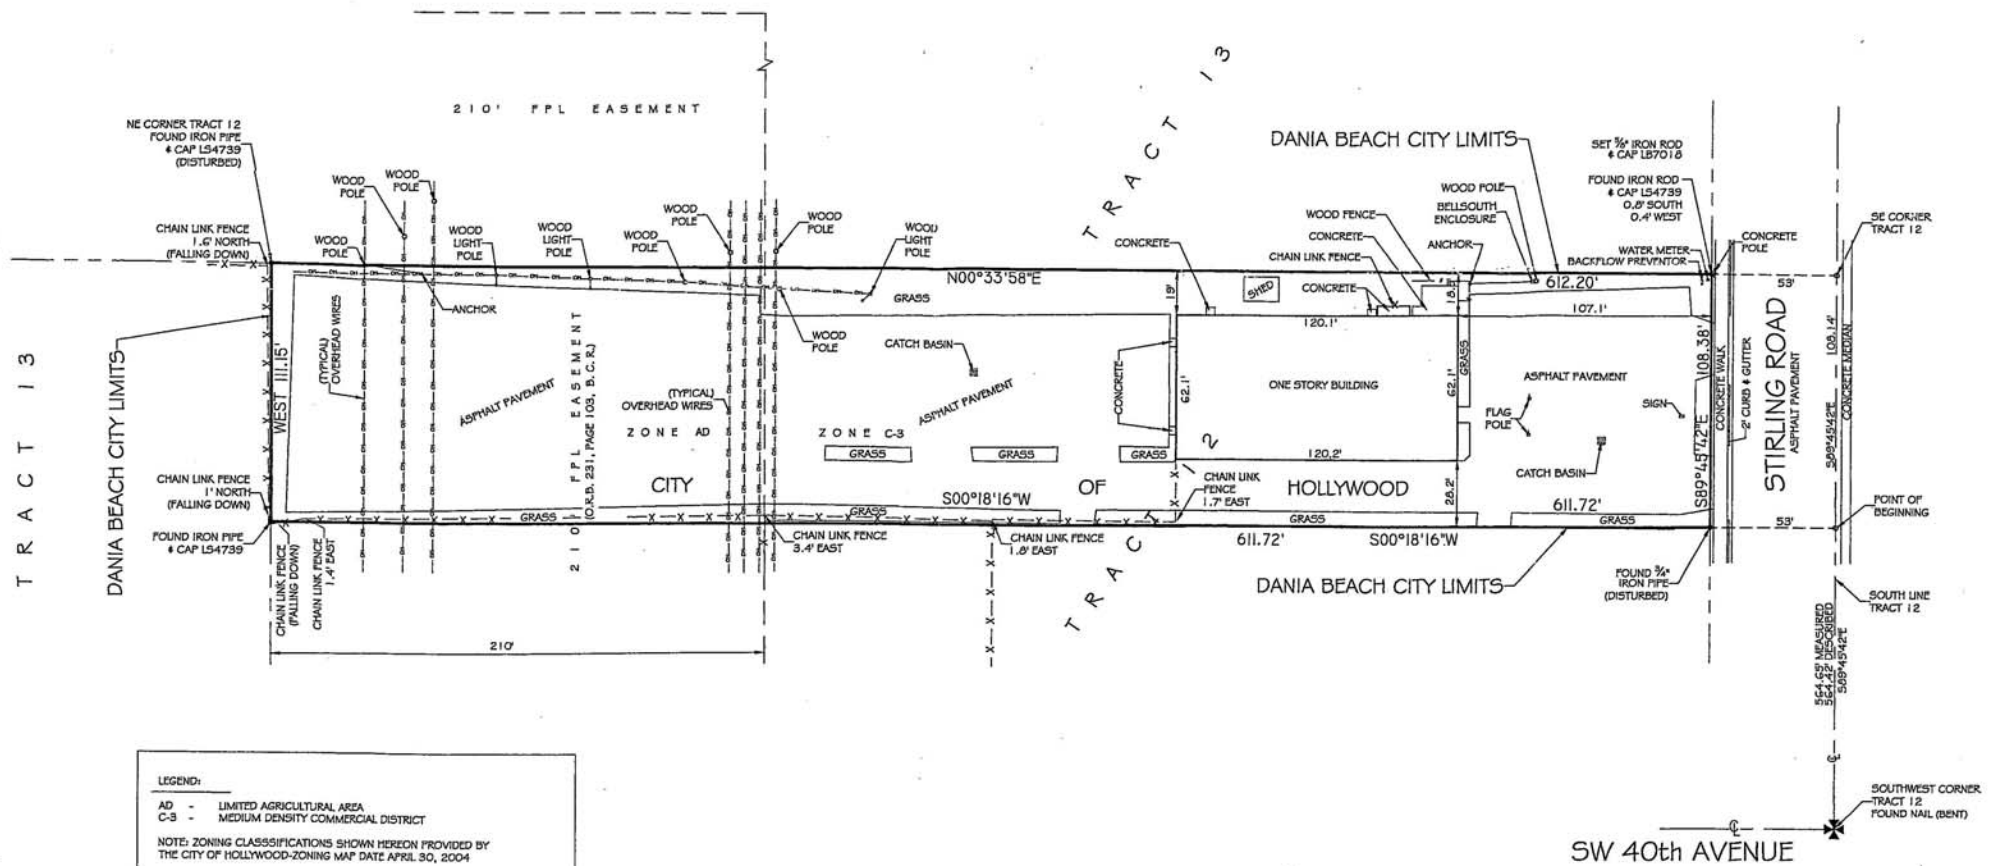 210' FPL EASEMENT
TRACT 13
NE CORNER TRACT 12
FOUND IRON PIPE
& CAP LS4739
(DISTURBED)
DANIA BEACH CITY LIMITS
SET 5/8" IRON ROD
& CAP LB7018
FOUND IRON ROD
& CAP LS4739
0.8' SOUTH
0.4' WEST
WOOD
POLE
WOOD
POLE
WOOD
POLE
WOOD
LIGHT
POLE
WOOD
LIGHT
POLE
WOOD
POLE
WOOD
POLE
WOOD
POLE
WOOD
LIGHT
POLE
WOOD
POLE
CHAIN LINK FENCE
1.6' NORTH
(FALLING DOWN)
ANCHOR
CONCRETE
WOOD FENCE
CONCRETE
CHAIN LINK FENCE
WOOD POLE
BELLSOUTH
ENCLOSURE
ANCHOR
WATER METER
BACKFLOW PREVENTOR
CONCRETE
POLE
SE CORNER
TRACT 12
N00°33'58"E
612.20'
GRASS
19'
SHED
CONCRETE
18.5'
107.1'
120.1'
53'
TRACT 13
DANIA BEACH CITY LIMITS
WEST 111.15'
(TYPICAL)
OVERHEAD WIRES
ASPHALT PAVEMENT
210' FPL EASEMENT
(O.R.B. 231, PAGE 103, B.C.R.)
(TYPICAL)
OVERHEAD WIRES
ZONE AD
ZONE C-3
CATCH BASIN
ASPHALT PAVEMENT
CONCRETE
62.1'
ONE STORY BUILDING
62.1'
GRASS
ASPHALT PAVEMENT
FLAG
POLE
SIGN
CATCH BASIN
S89°45'42"E 108.38'
CONCRETE WALK
2' CURB & GUTTER
STIRLING ROAD
ASPHALT PAVEMENT
S89°45'42"E 108.14'
CONCRETE MEDIAN
GRASS
GRASS
GRASS
120.2'
28.2'
CHAIN LINK FENCE
1' NORTH
(FALLING DOWN)
CITY OF HOLLYWOOD
S00°18'16"W
611.72'
CHAIN LINK
FENCE
1.7' EAST
GRASS
GRASS
GRASS
GRASS
53'
POINT OF
BEGINNING
FOUND IRON PIPE
& CAP LS4739
CHAIN LINK FENCE
(FALLING DOWN)
CHAIN LINK FENCE
1.4' EAST
CHAIN LINK FENCE
3.4' EAST
CHAIN LINK FENCE
1.8' EAST
TRACT 12
611.72'
S00°18'16"W
DANIA BEACH CITY LIMITS
FOUND 3/4"
IRON PIPE
(DISTURBED)
SOUTH LINE
TRACT 12
210'
564.65' MEASURED
564.42' DESCRIBED
S89°45'42"E
LEGEND:
AD - LIMITED AGRICULTURAL AREA
C-3 - MEDIUM DENSITY COMMERCIAL DISTRICT
NOTE: ZONING CLASSSIFICATIONS SHOWN HEREON PROVIDED BY
THE CITY OF HOLLYWOOD-ZONING MAP DATE APRIL 30, 2004
SOUTHWEST CORNER
TRACT 12
FOUND NAIL (BENT)
SW 40th AVENUE